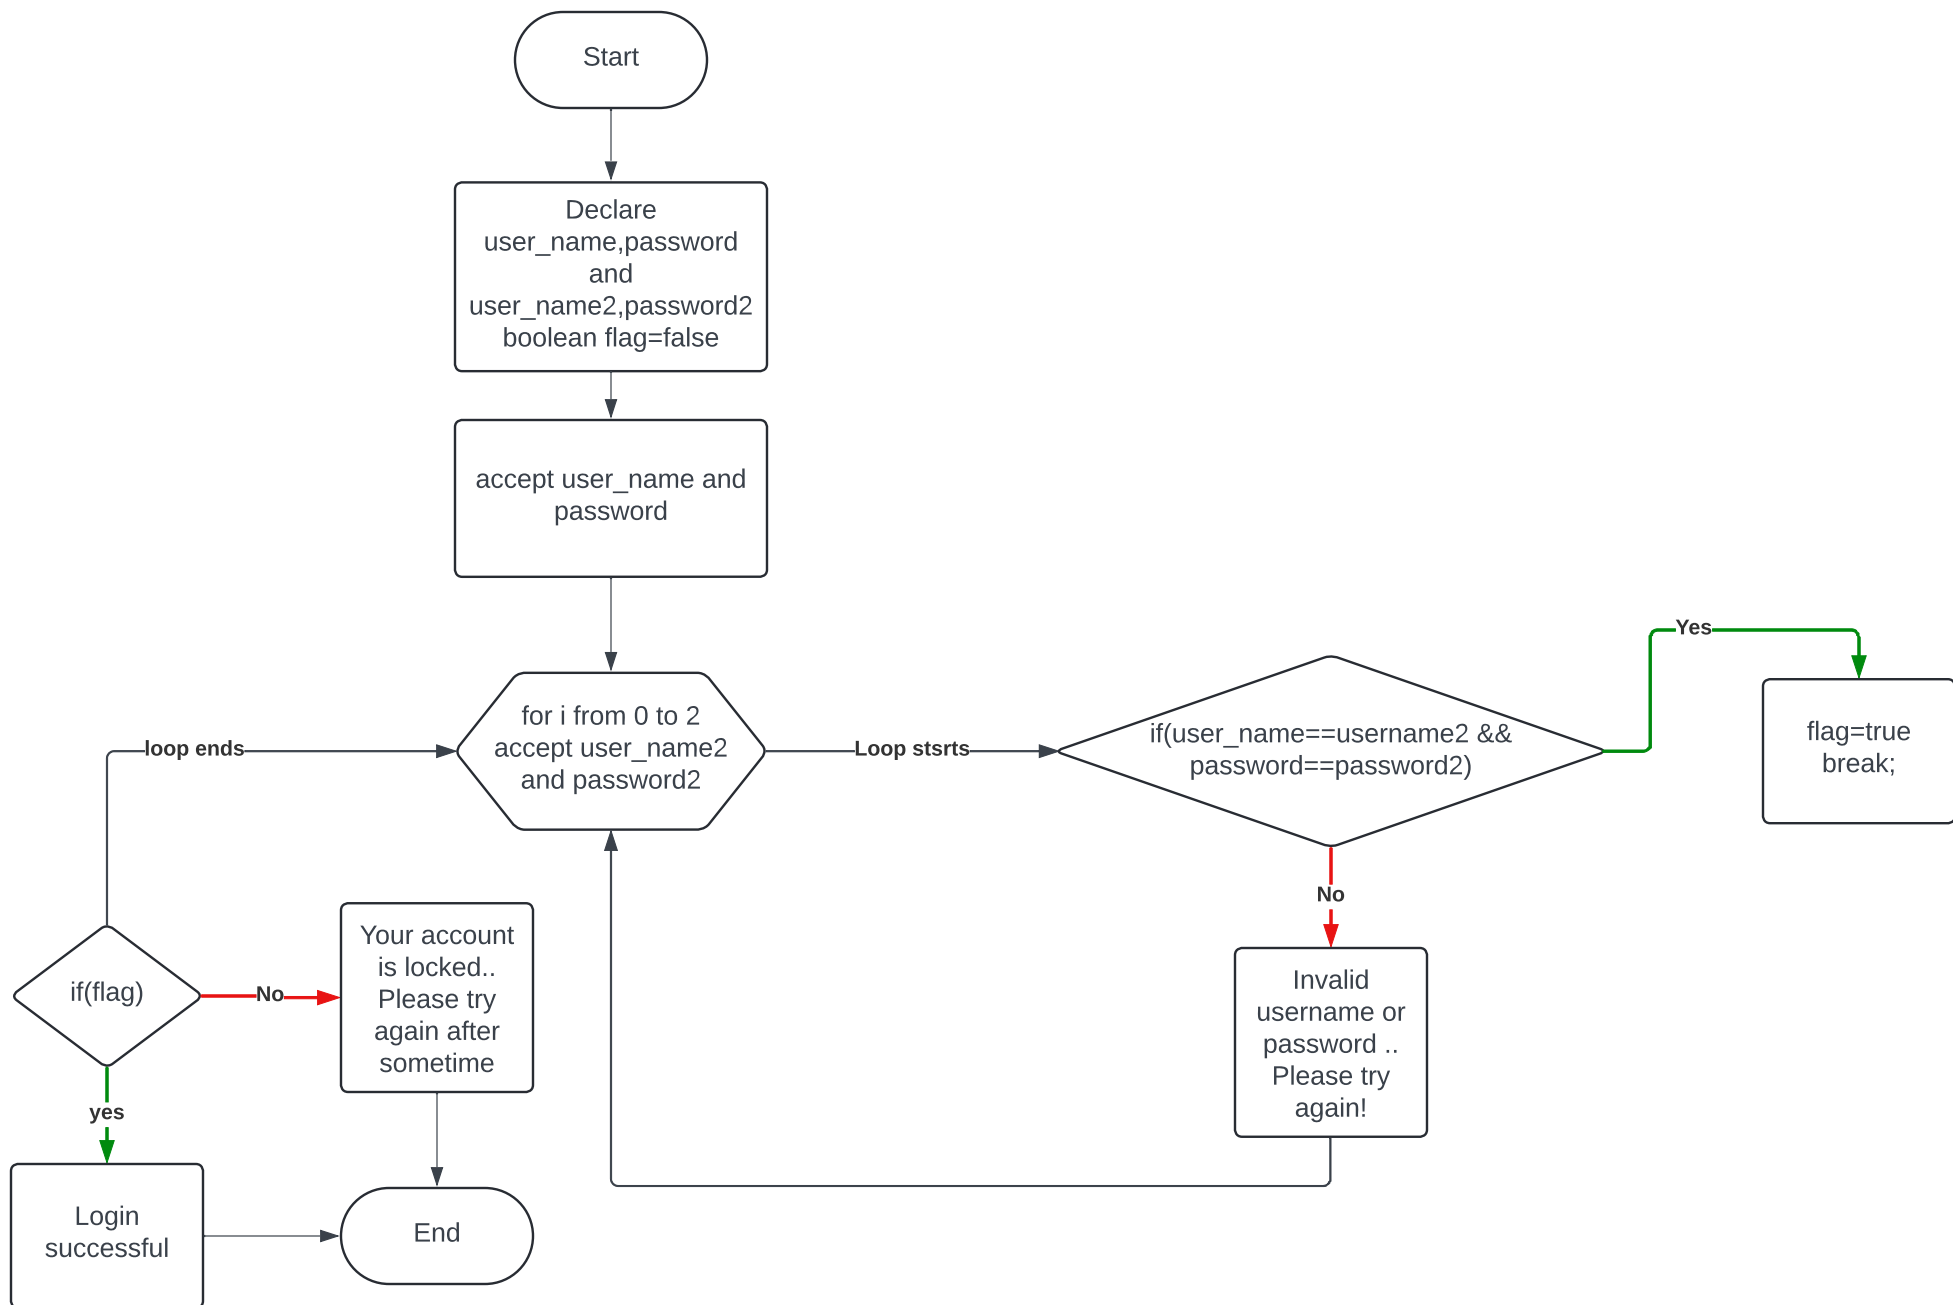 Start
Declare
user_name,password
and
user_name2,password2
boolean flag=false
accept user_name and
password
for i from 0 to 2
accept user_name2
and password2
loop ends
Loop stsrts
if(user_name==username2 &&
password==password2)
Yes
flag=true
break;
No
Invalid
username or
password ..
Please try
again!
if(flag)
No
Your account
is locked..
Please try
again after
sometime
yes
Login
successful
End